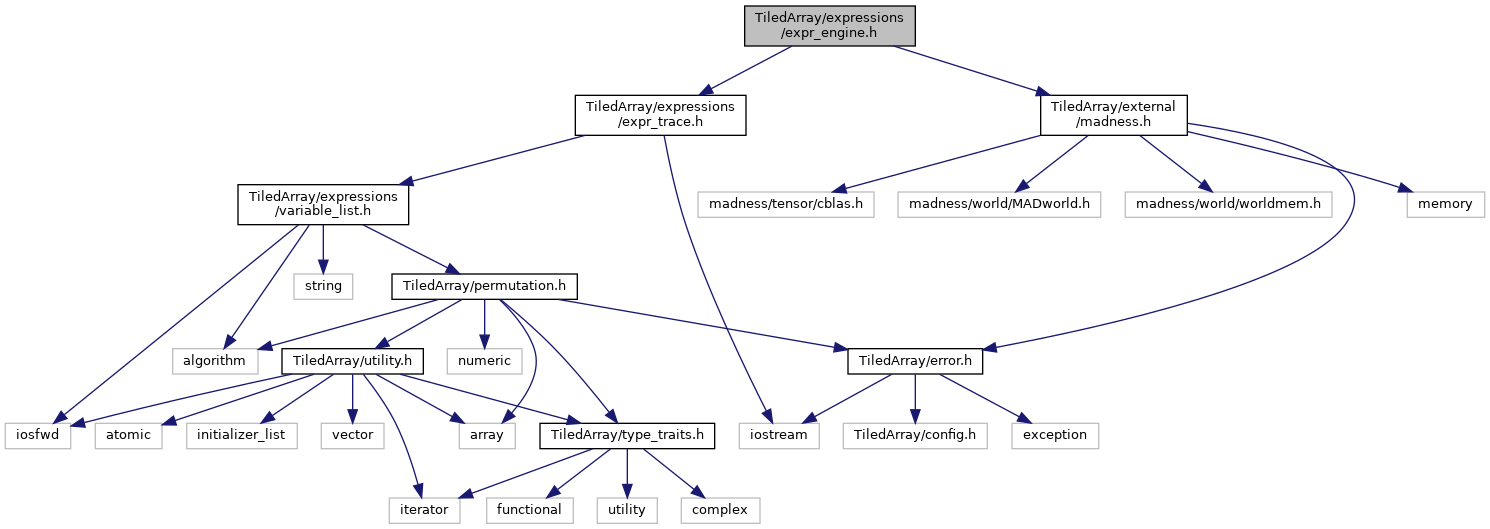 TiledArray/expressions
/expr_engine.h
TiledArray/expressions
/expr_trace.h
TiledArray/external
/madness.h
TiledArray/expressions
/variable_list.h
madness/tensor/cblas.h
madness/world/MADworld.h
madness/world/worldmem.h
memory
string
TiledArray/permutation.h
algorithm
TiledArray/utility.h
numeric
TiledArray/error.h
iosfwd
atomic
initializer_list
vector
array
TiledArray/type_traits.h
iostream
TiledArray/config.h
exception
iterator
functional
utility
complex